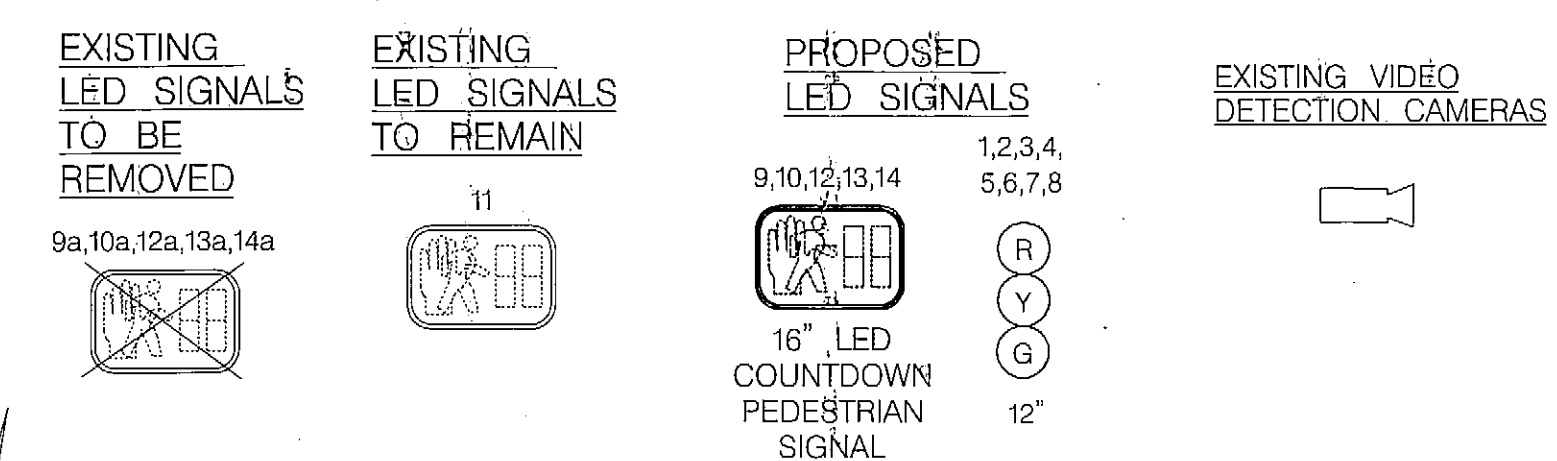 EXISTING
LED SIGNALS
TO BE
REMOVED
9a,10a,12a,13a,14a
EXISTING
LED SIGNALS
TO REMAIN
11
PROPOSED
LED SIGNALS
9,10,12,13,14
16" LED
COUNTDOWN
PEDESTRIAN
SIGNAL
1,2,3,4,
5,6,7,8
R
Y
G
12"
EXISTING VIDEO
DETECTION CAMERAS